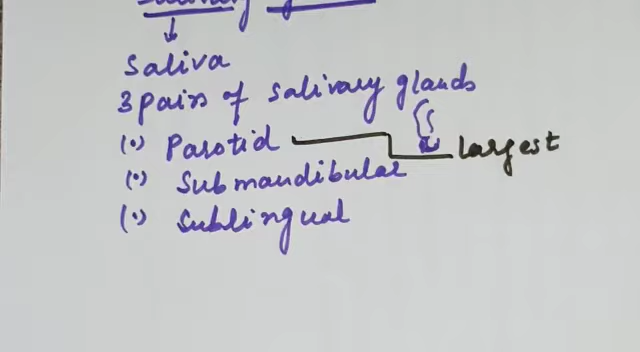 Saliva
3 pairs of salivary glands
(•) Parotid largest
(•) Submandibular
(•) Sublingual